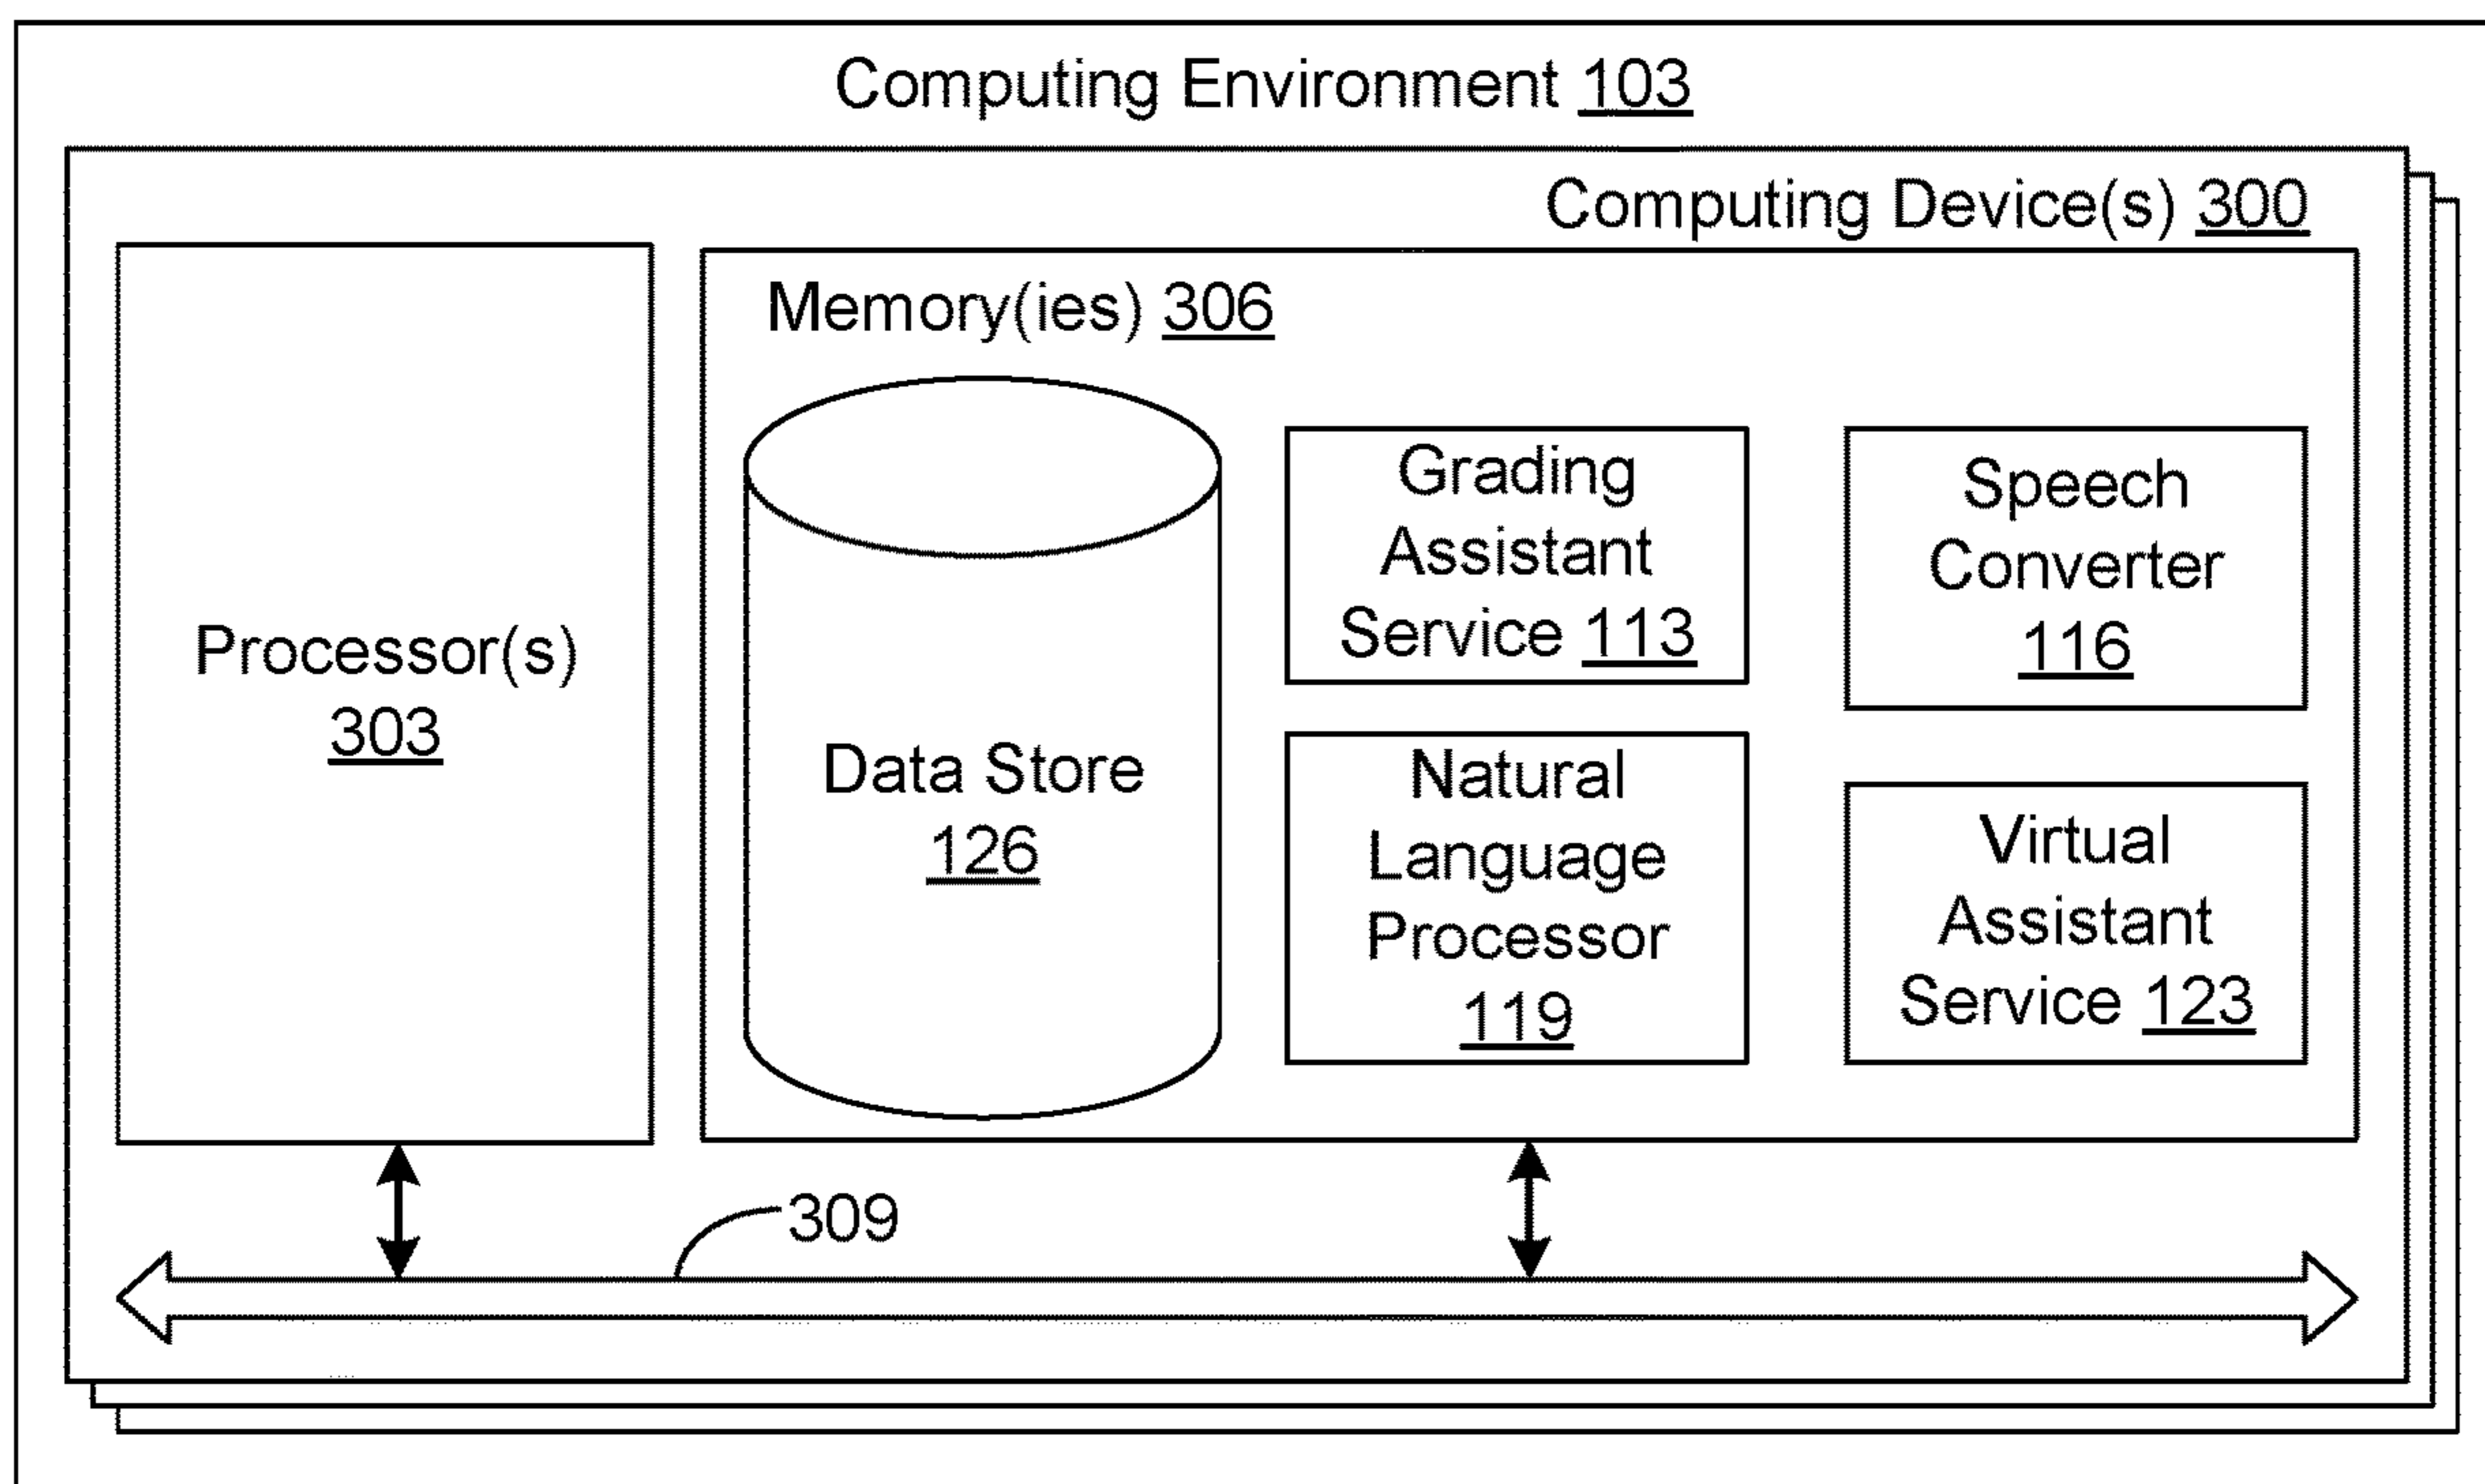 Computing Environment 103
Computing Device(s) 300
Processor(s)
303
Memory(ies) 306
Data Store
126
Grading
Assistant
Service 113
Speech
Converter
116
Natural
Language
Processor
119
Virtual
Assistant
Service 123
309